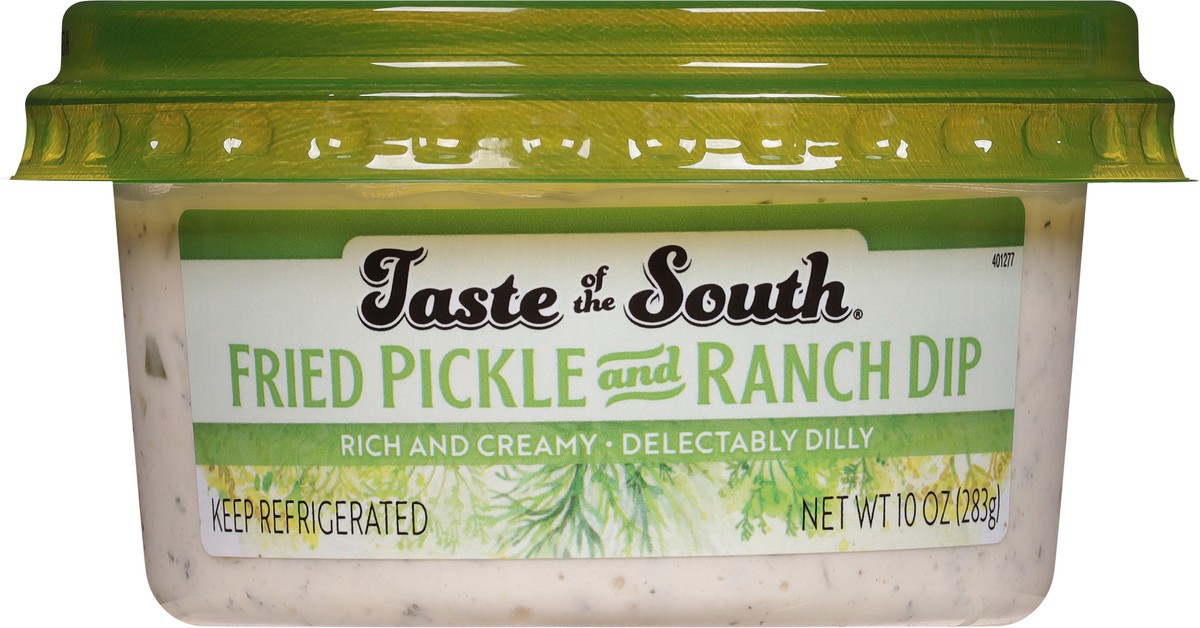 401277
Taste of the South®
FRIED PICKLE and RANCH DIP
RICH AND CREAMY • DELECTABLY DILLY
KEEP REFRIGERATED
NET WT 10 OZ (283g)